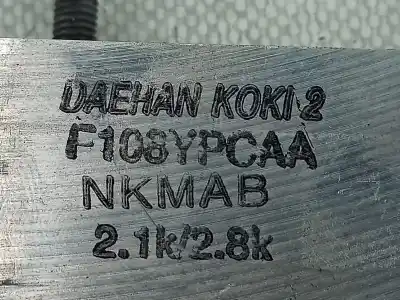 DAEHAN KOKI 2
F108YPCAA
NKMAB
2.1k/2.8k